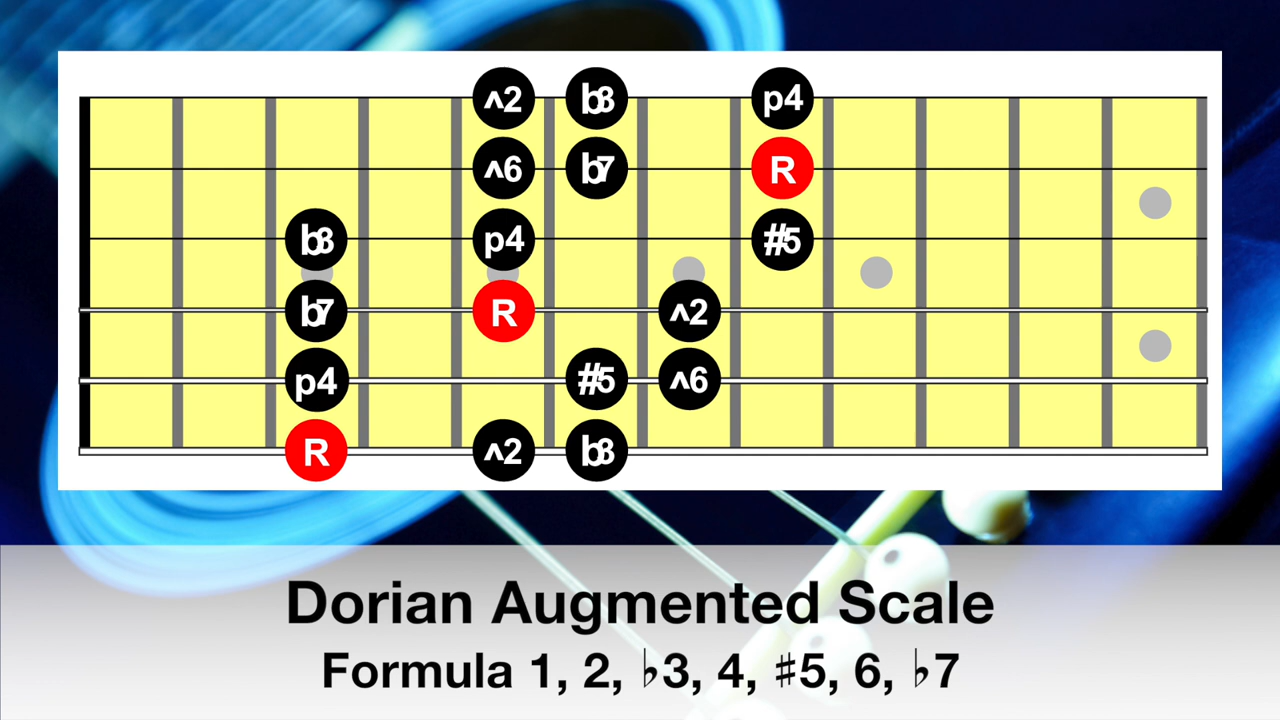 ^2 b3 p4
^6 b7 R
b3 p4 #5
b7 R ^2
p4 #5 ^6
R ^2 b3
Dorian Augmented Scale
Formula 1, 2, ♭3, 4, ♯5, 6, ♭7